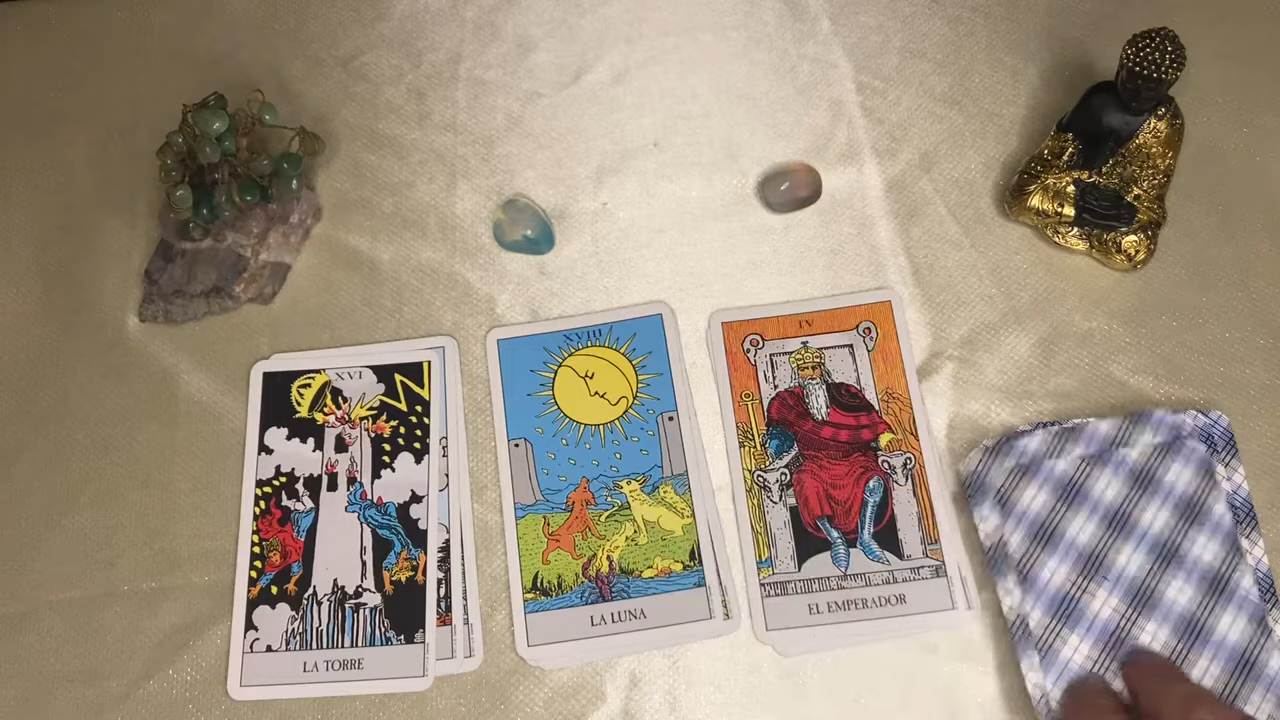 XVI
LA TORRE
XVIII
LA LUNA
IV
EL EMPERADOR